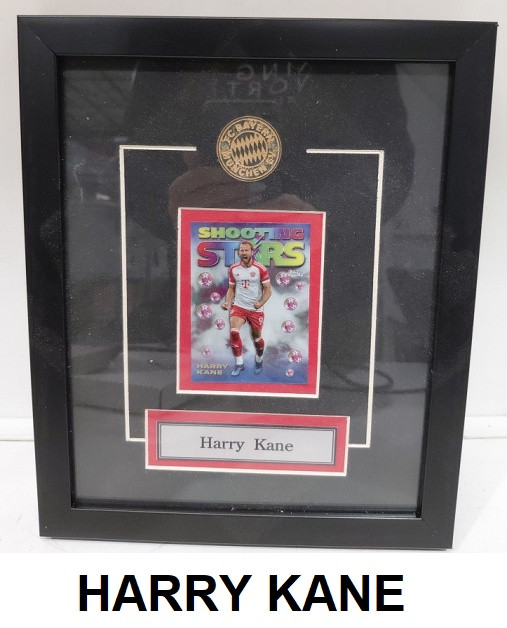 FC BAYERN
MÜNCHEN
SHOOTING
STARS
HARRY
KANE
Harry Kane
HARRY KANE